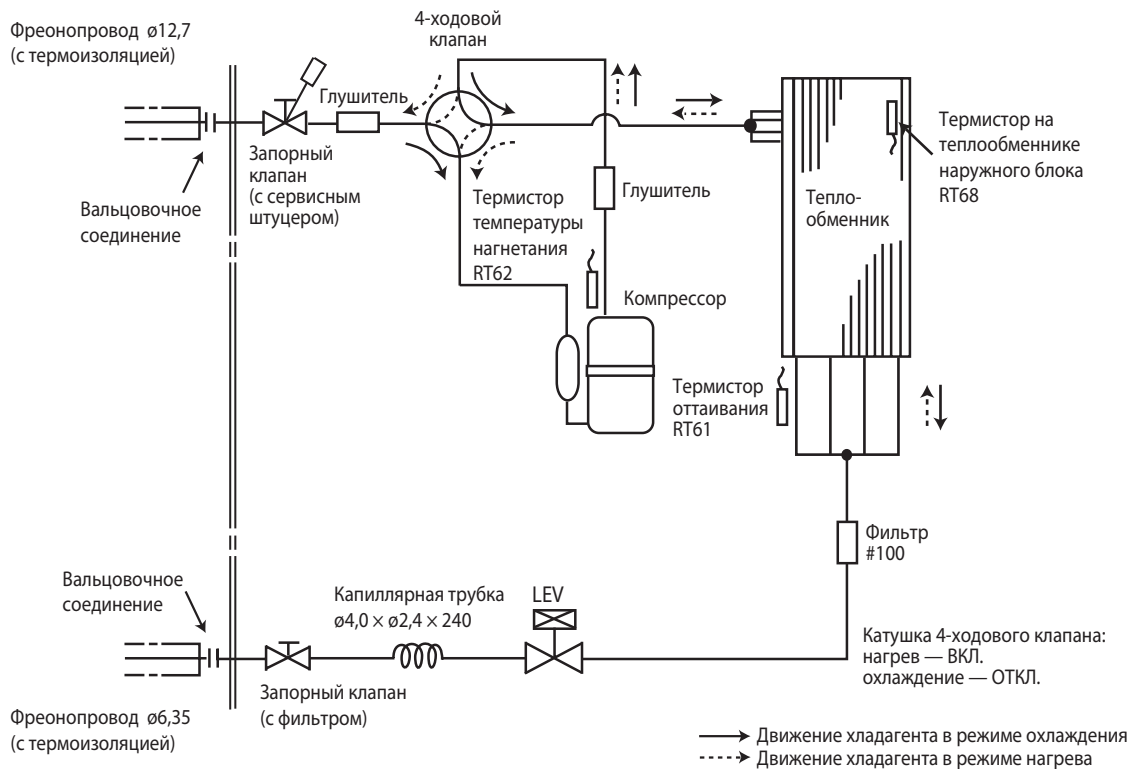 4-ходовой
клапан
Фреонопровод ø12,7
(с термоизоляцией)
Глушитель
Запорный
клапан
(с сервисным
штуцером)
Вальцовочное
соединение
Термистор
температуры
нагнетания
RT62
Глушитель
Компрессор
Термистор на
теплообменнике
наружного блока
RT68
Тепло-
обменник
Термистор
оттаивания
RT61
Фильтр
#100
Вальцовочное
соединение
Капиллярная трубка
ø4,0 × ø2,4 × 240
LEV
Запорный клапан
(с фильтром)
Фреонопровод ø6,35
(с термоизоляцией)
Катушка 4-ходового клапана:
нагрев — ВКЛ.
охлаждение — ОТКЛ.
Движение хладагента в режиме охлаждения
Движение хладагента в режиме нагрева